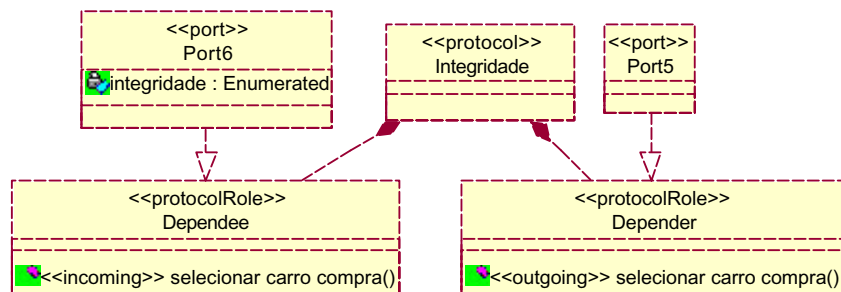 <<port>>
Port6
integridade : Enumerated
<<protocol>>
Integridade
<<port>>
Port5
<<protocolRole>>
Dependee
<<incoming>> selecionar carro compra()
<<protocolRole>>
Depender
<<outgoing>> selecionar carro compra()